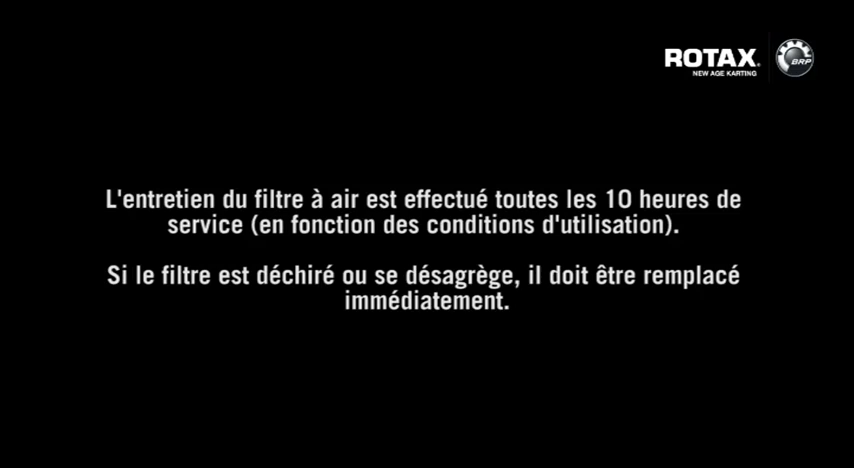 ROTAX
NEW AGE KARTING
BRP
L'entretien du filtre à air est effectué toutes les 10 heures de
service (en fonction des conditions d'utilisation).
Si le filtre est déchiré ou se désagrège, il doit être remplacé
immédiatement.